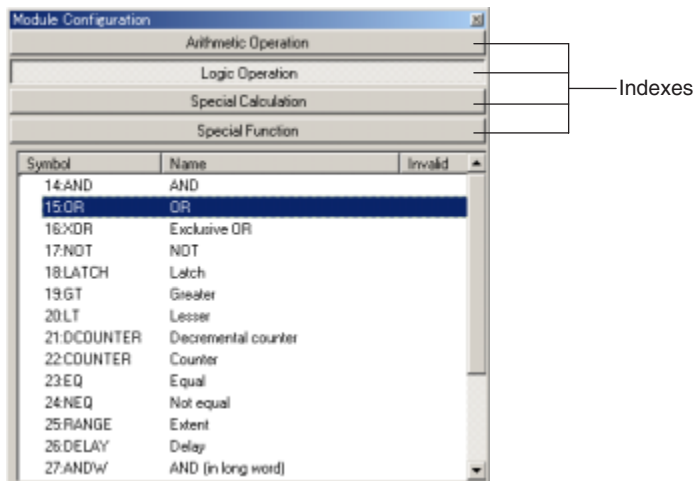 Module Configuration
Arithmetic Operation
Logic Operation
Special Calculation
Special Function
Indexes
Symbol Name Invalid
14:AND AND
15:OR OR
16:XOR Exclusive OR
17:NOT NOT
18:LATCH Latch
19:GT Greater
20:LT Lesser
21:DCOUNTER Decremental counter
22:COUNTER Counter
23:EQ Equal
24:NEQ Not equal
25:RANGE Extent
26:DELAY Delay
27:ANDW AND (in long word)